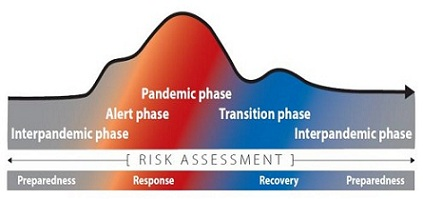 Pandemic phase
Alert phase
Transition phase
Interpandemic phase
Interpandemic phase
[ RISK ASSESSMENT ]
Preparedness
Response
Recovery
Preparedness